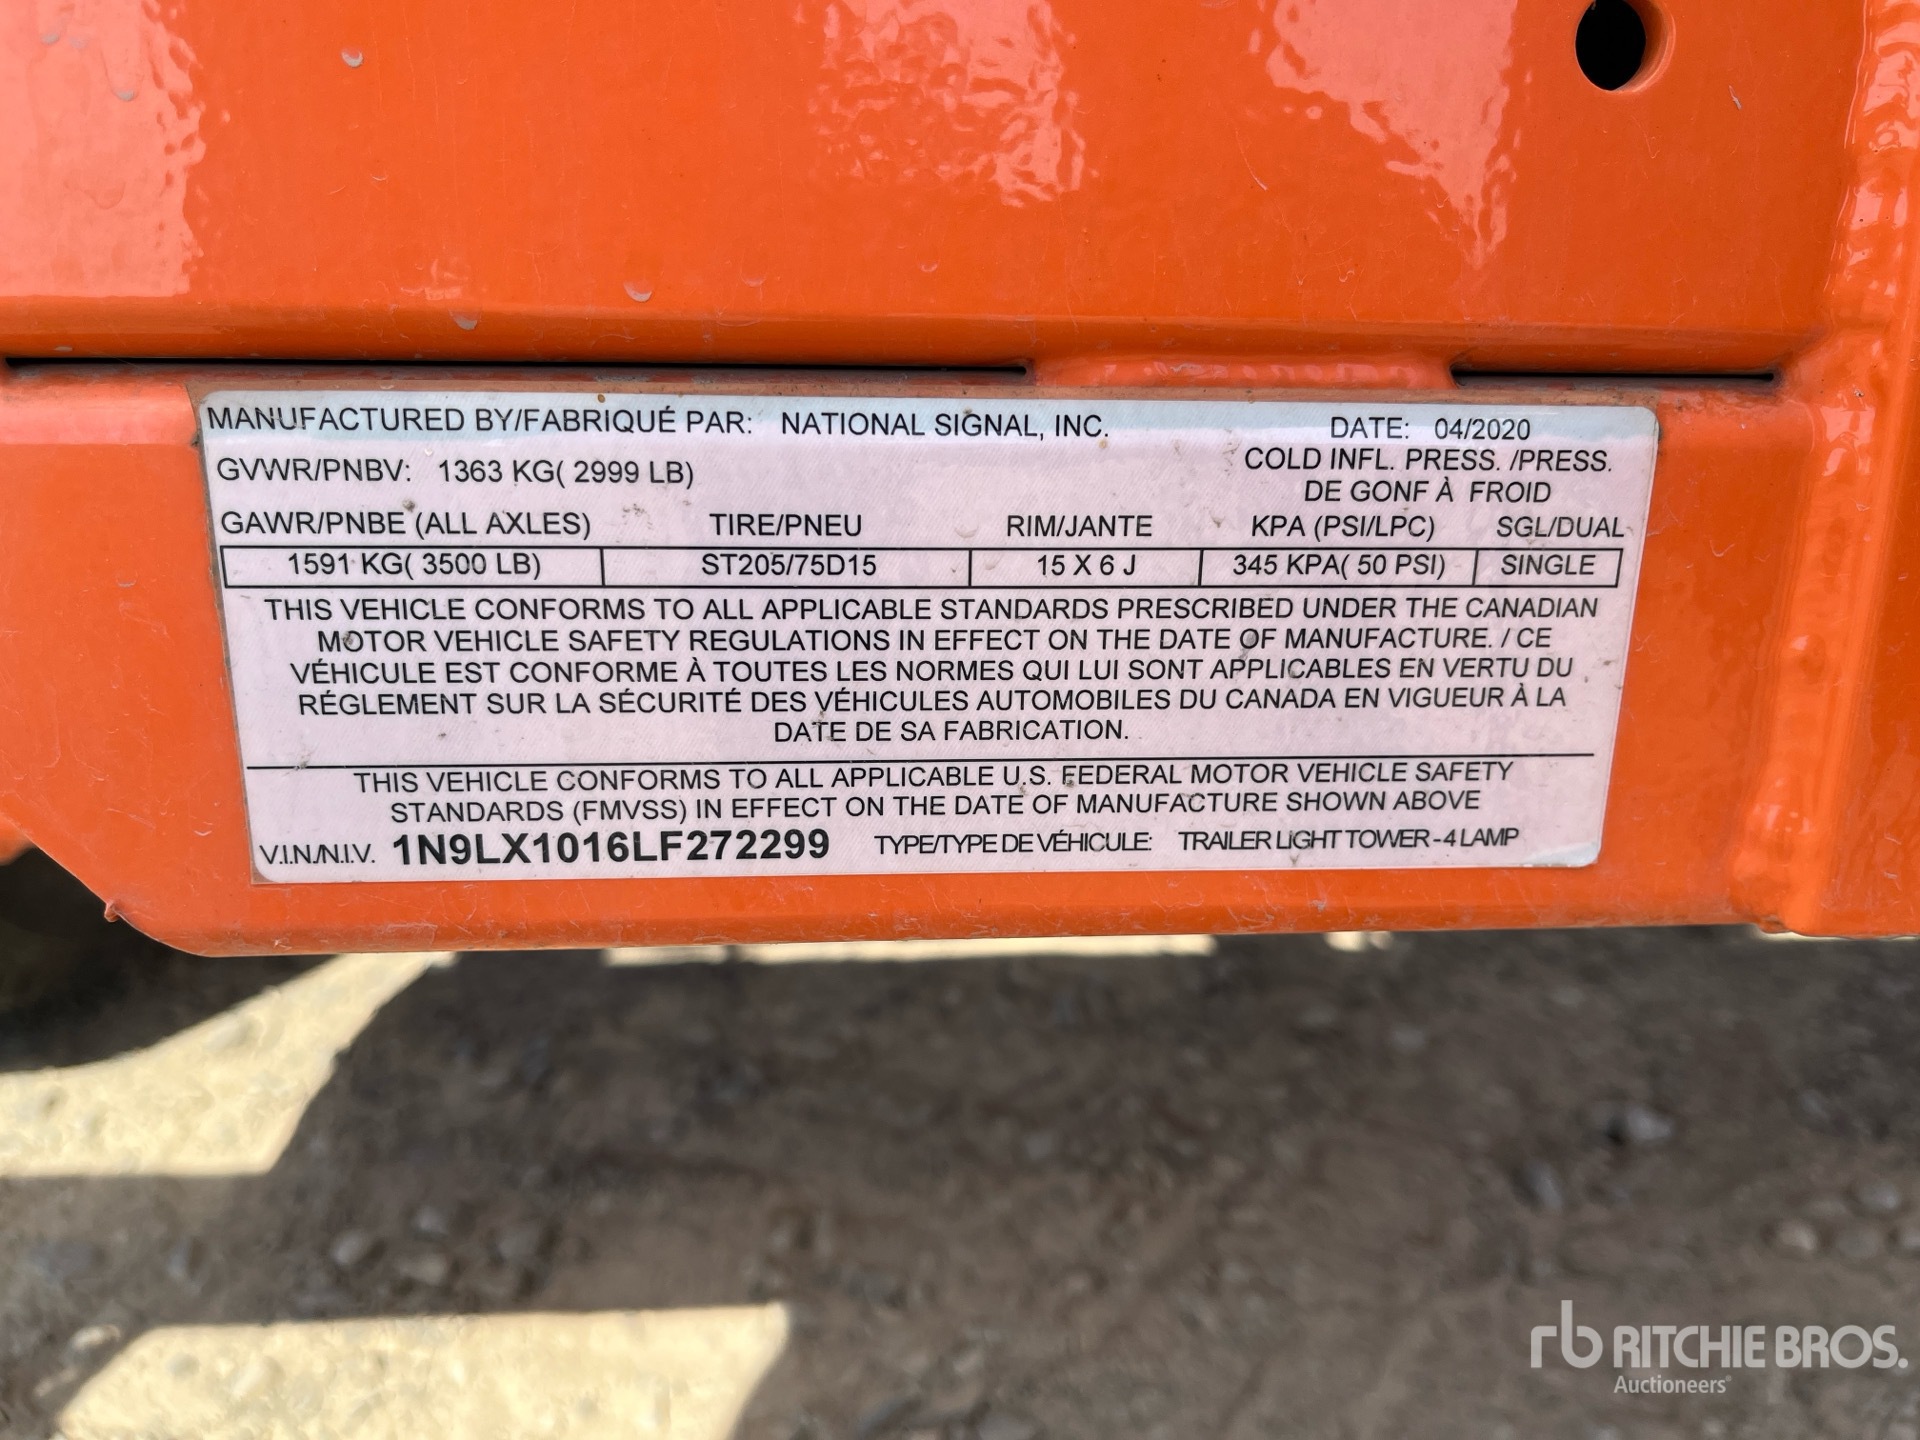 MANUFACTURED BY/FABRIQUÉ PAR: NATIONAL SIGNAL, INC. DATE: 04/2020
GVWR/PNBV: 1363 KG( 2999 LB) COLD INFL. PRESS. /PRESS.
DE GONF À FROID
GAWR/PNBE (ALL AXLES) TIRE/PNEU RIM/JANTE KPA (PSI/LPC) SGL/DUAL
1591 KG( 3500 LB) ST205/75D15 15 X 6 J 345 KPA( 50 PSI) SINGLE
THIS VEHICLE CONFORMS TO ALL APPLICABLE STANDARDS PRESCRIBED UNDER THE CANADIAN
MOTOR VEHICLE SAFETY REGULATIONS IN EFFECT ON THE DATE OF MANUFACTURE. / CE
VÉHICULE EST CONFORME À TOUTES LES NORMES QUI LUI SONT APPLICABLES EN VERTU DU
RÉGLEMENT SUR LA SÉCURITÉ DES VÉHICULES AUTOMOBILES DU CANADA EN VIGUEUR À LA
DATE DE SA FABRICATION.
THIS VEHICLE CONFORMS TO ALL APPLICABLE U.S. FEDERAL MOTOR VEHICLE SAFETY
STANDARDS (FMVSS) IN EFFECT ON THE DATE OF MANUFACTURE SHOWN ABOVE
V.I.N./N.I.V. 1N9LX1016LF272299 TYPE/TYPE DE VÉHICULE: TRAILER LIGHT TOWER - 4 LAMP
rb RITCHIE BROS.
Auctioneers